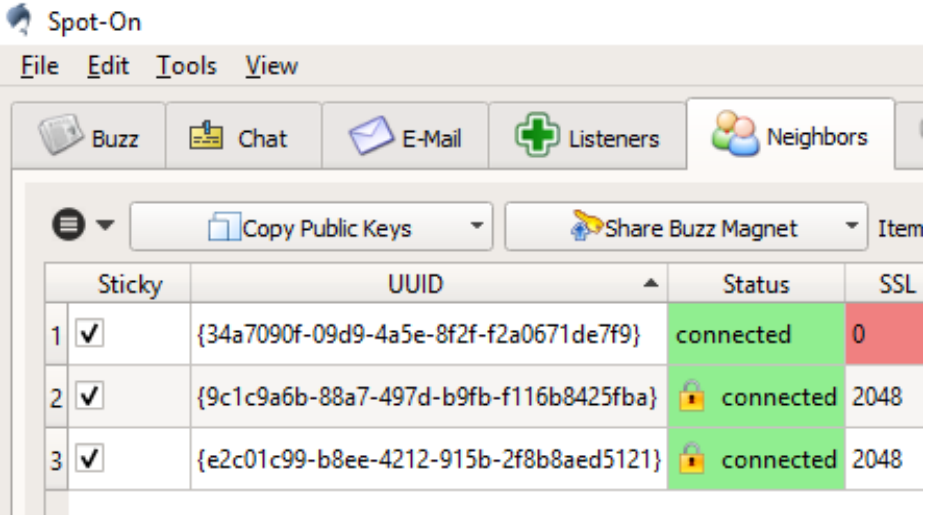 Spot-On
File Edit Tools View
Buzz Chat E-Mail Listeners Neighbors
Copy Public Keys Share Buzz Magnet Item
Sticky UUID Status SSL
1 {34a7090f-09d9-4a5e-8f2f-f2a0671de7f9} connected 0
2 {9c1c9a6b-88a7-497d-b9fb-f116b8425fba} connected 2048
3 {e2c01c99-b8ee-4212-915b-2f8b8aed5121} connected 2048